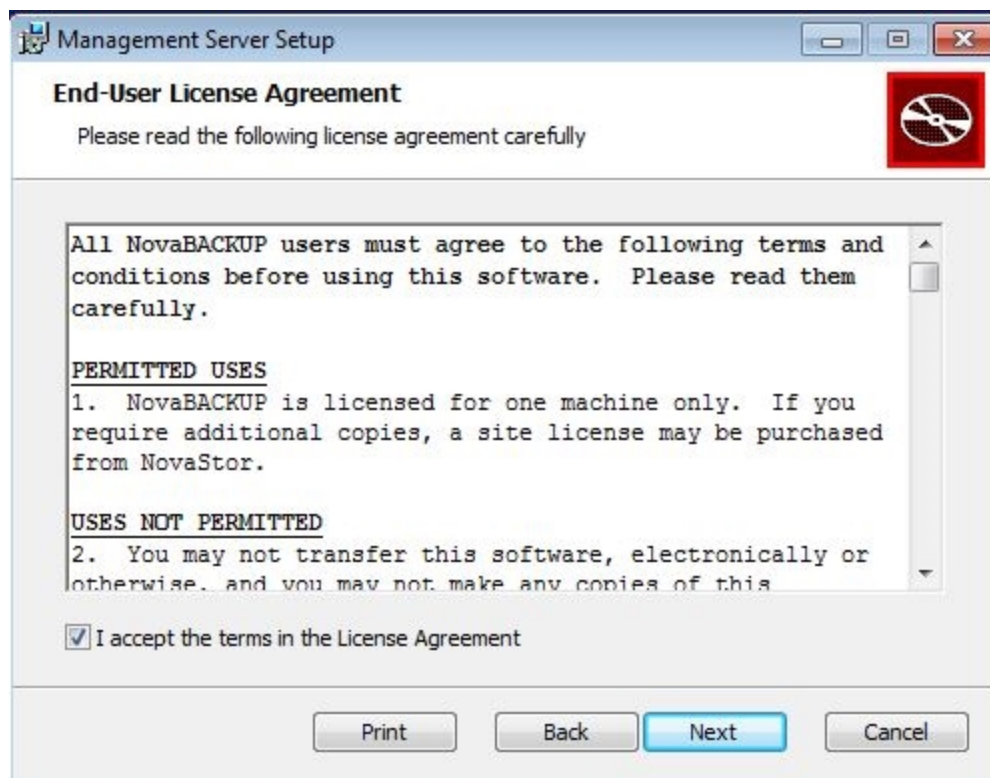 Management Server Setup
End-User License Agreement
Please read the following license agreement carefully
All NovaBACKUP users must agree to the following terms and
conditions before using this software.  Please read them
carefully.
PERMITTED USES
1.  NovaBACKUP is licensed for one machine only.  If you
require additional copies, a site license may be purchased
from NovaStor.
USES NOT PERMITTED
2.  You may not transfer this software, electronically or
otherwise, and you may not make any copies of this
I accept the terms in the License Agreement
Print Back Next Cancel